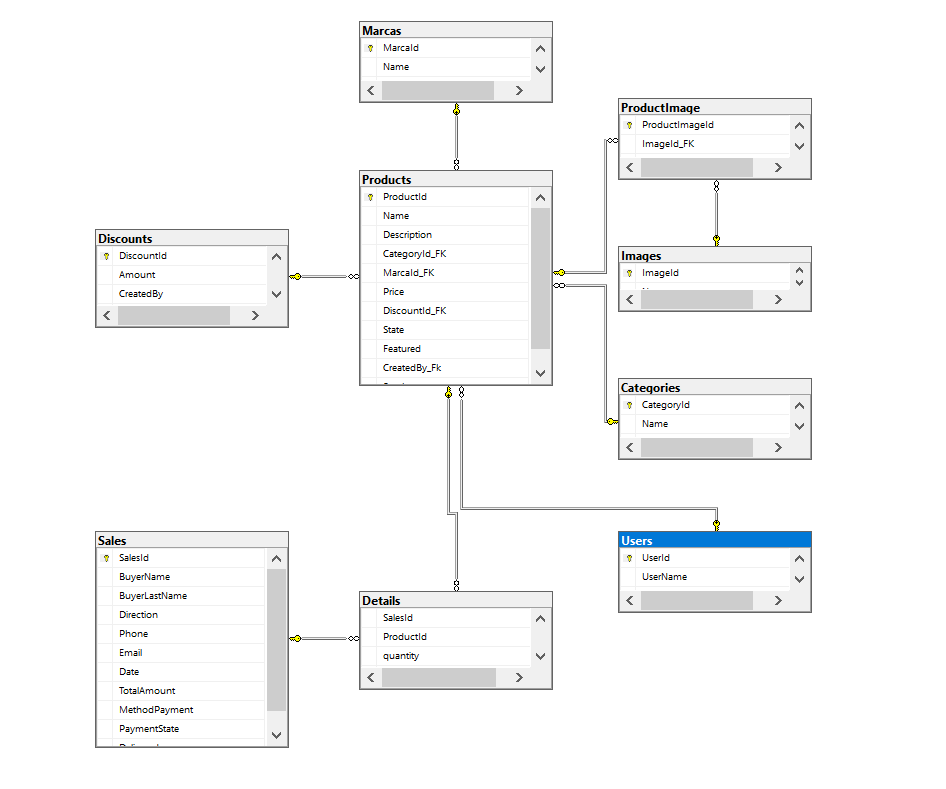 Marcas
MarcaId
Name
ProductImage
ProductImageId
ImageId_FK
Products
ProductId
Name
Description
CategoryId_FK
MarcaId_FK
Price
DiscountId_FK
State
Featured
CreatedBy_Fk
Discounts
DiscountId
Amount
CreatedBy
Images
ImageId
Categories
CategoryId
Name
Sales
SalesId
BuyerName
BuyerLastName
Direction
Phone
Email
Date
TotalAmount
MethodPayment
PaymentState
Details
SalesId
ProductId
quantity
Users
UserId
UserName